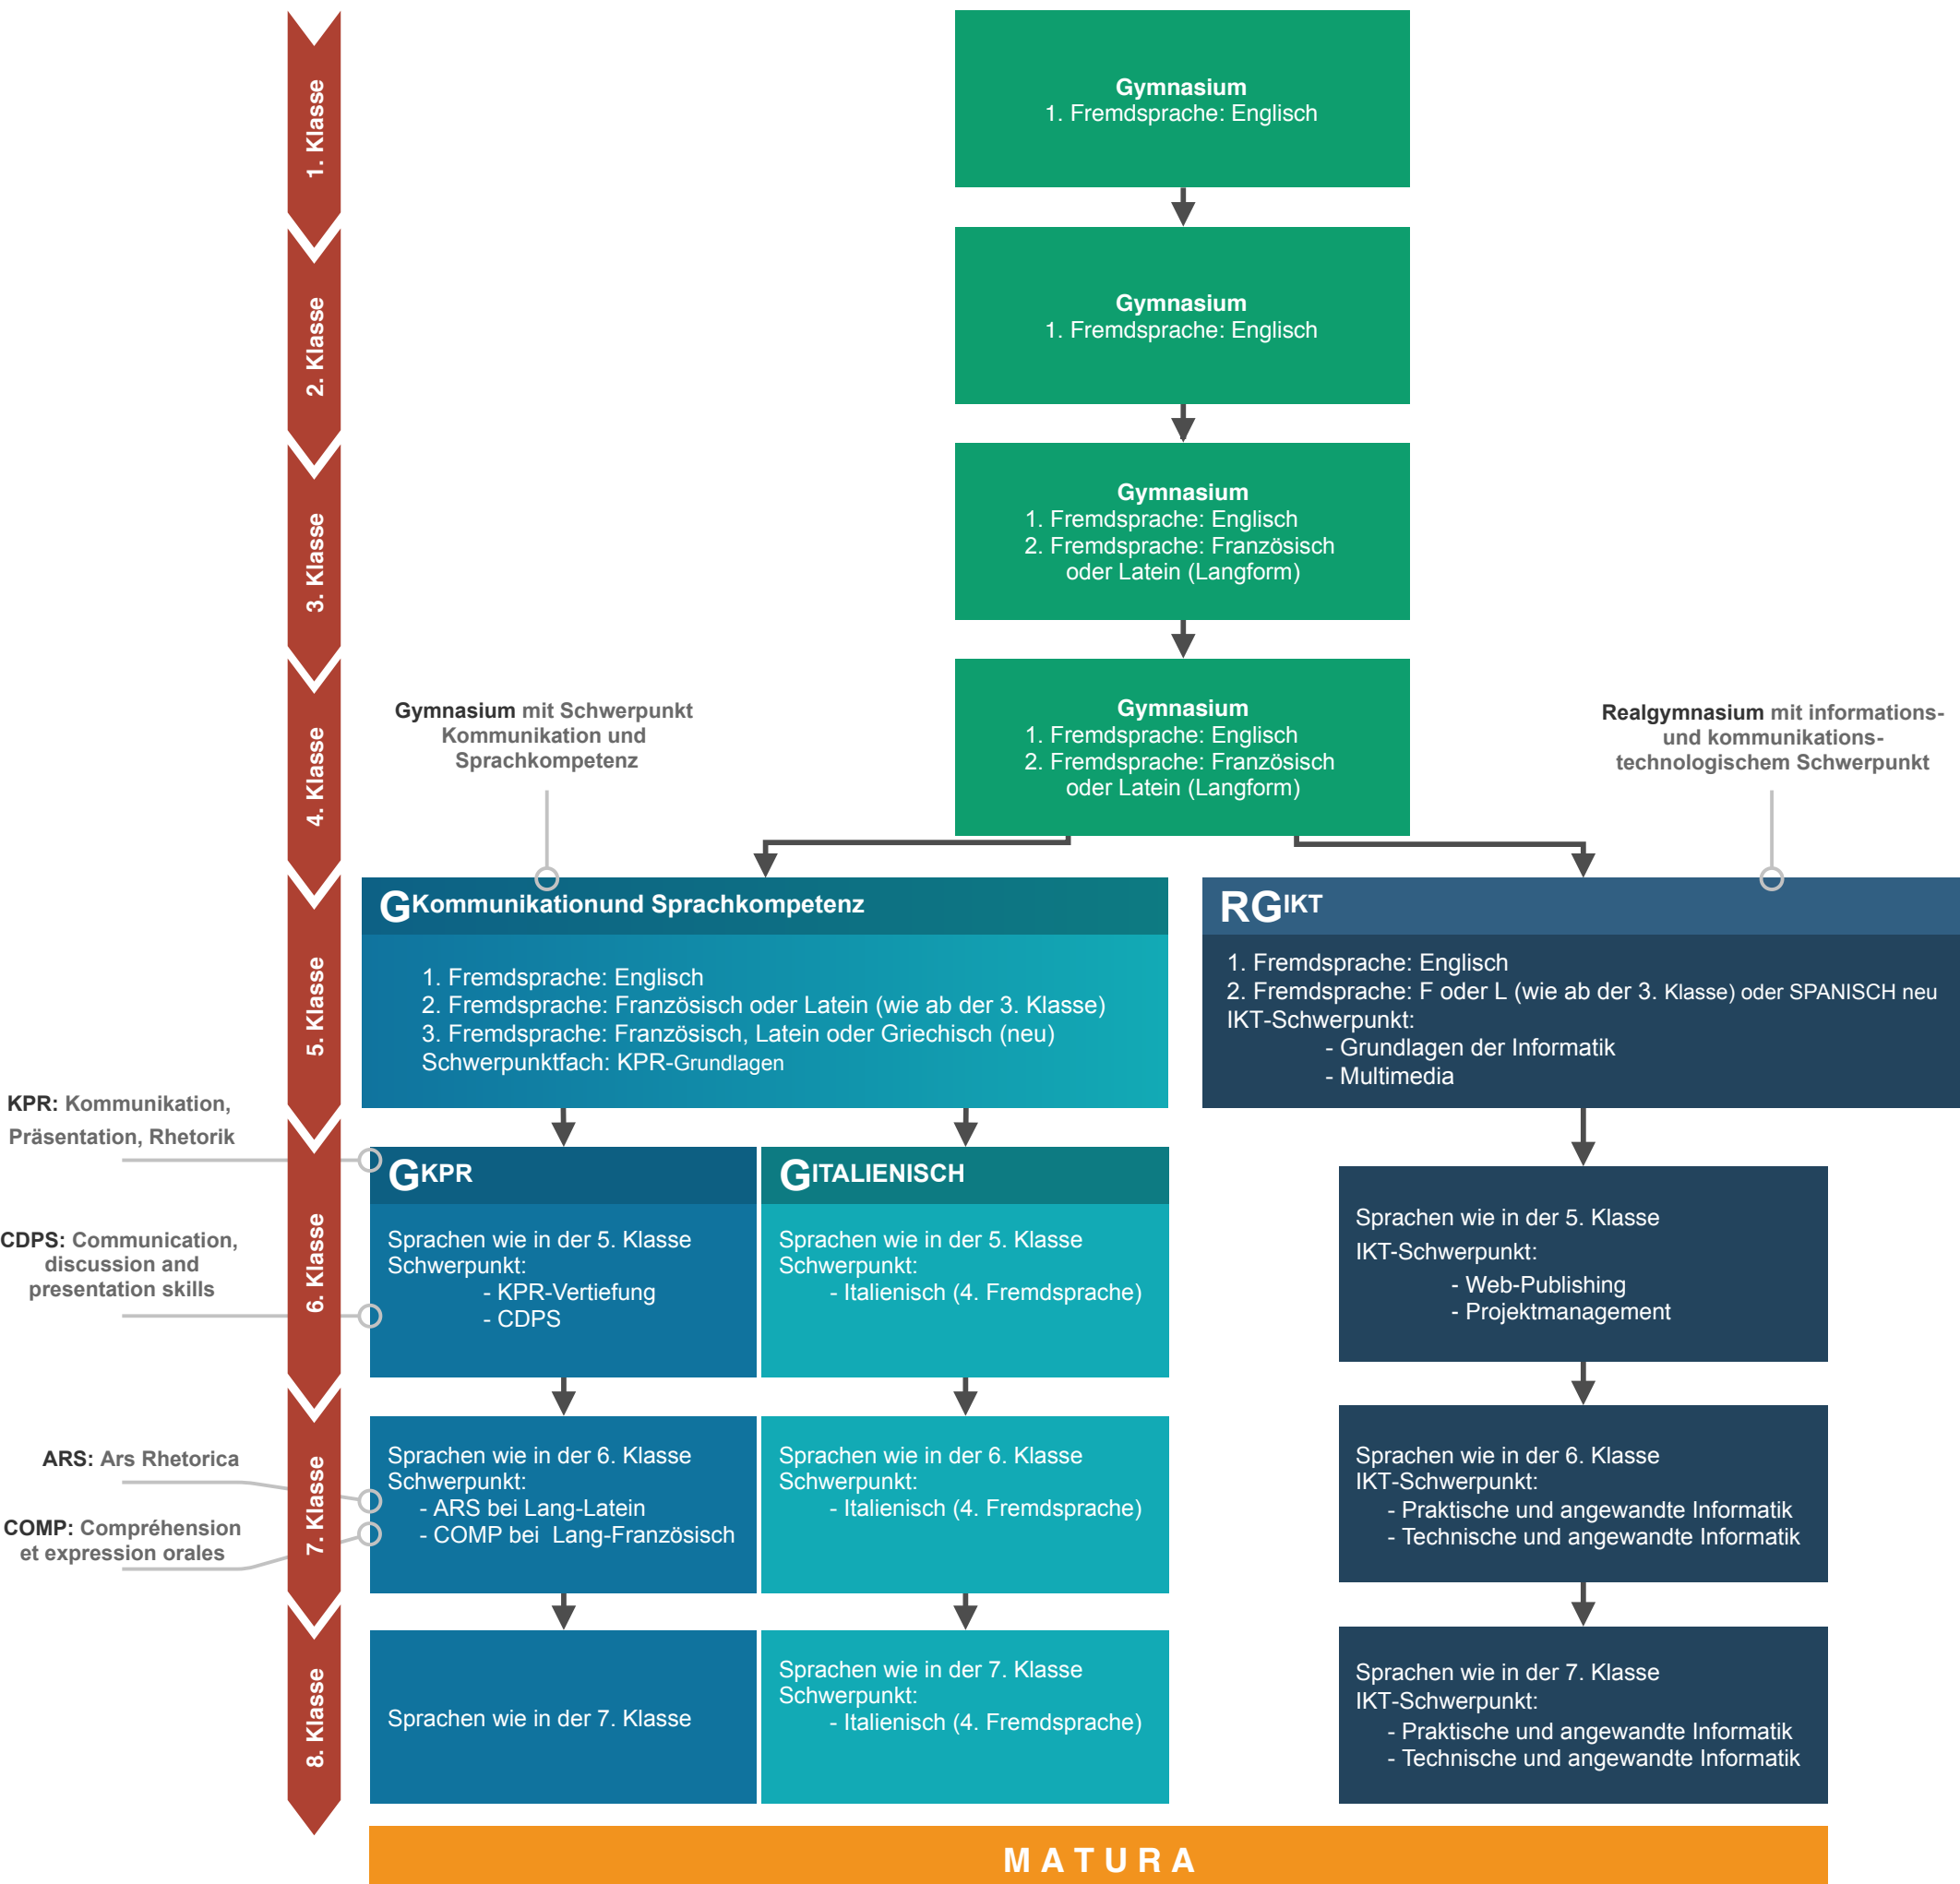 1. Klasse
Gymnasium
1. Fremdsprache: Englisch
2. Klasse
Gymnasium
1. Fremdsprache: Englisch
3. Klasse
Gymnasium
1. Fremdsprache: Englisch
2. Fremdsprache: Französisch
oder Latein (Langform)
4. Klasse
Gymnasium mit Schwerpunkt
Kommunikation und
Sprachkompetenz
Gymnasium
1. Fremdsprache: Englisch
2. Fremdsprache: Französisch
oder Latein (Langform)
Realgymnasium mit informations-
und kommunikations-
technologischem Schwerpunkt
5. Klasse
GKommunikationund Sprachkompetenz
1. Fremdsprache: Englisch
2. Fremdsprache: Französisch oder Latein (wie ab der 3. Klasse)
3. Fremdsprache: Französisch, Latein oder Griechisch (neu)
Schwerpunktfach: KPR-Grundlagen
RGIKT
1. Fremdsprache: Englisch
2. Fremdsprache: F oder L (wie ab der 3. Klasse) oder SPANISCH neu
IKT-Schwerpunkt:
- Grundlagen der Informatik
- Multimedia
KPR: Kommunikation,
Präsentation, Rhetorik
CDPS: Communication,
discussion and
presentation skills
6. Klasse
GKPR
Sprachen wie in der 5. Klasse
Schwerpunkt:
- KPR-Vertiefung
- CDPS
GITALIENISCH
Sprachen wie in der 5. Klasse
Schwerpunkt:
- Italienisch (4. Fremdsprache)
Sprachen wie in der 5. Klasse
IKT-Schwerpunkt:
- Web-Publishing
- Projektmanagement
ARS: Ars Rhetorica
COMP: Compréhension
et expression orales
7. Klasse
Sprachen wie in der 6. Klasse
Schwerpunkt:
- ARS bei Lang-Latein
- COMP bei Lang-Französisch
Sprachen wie in der 6. Klasse
Schwerpunkt:
- Italienisch (4. Fremdsprache)
Sprachen wie in der 6. Klasse
IKT-Schwerpunkt:
- Praktische und angewandte Informatik
- Technische und angewandte Informatik
8. Klasse
Sprachen wie in der 7. Klasse
Sprachen wie in der 7. Klasse
Schwerpunkt:
- Italienisch (4. Fremdsprache)
Sprachen wie in der 7. Klasse
IKT-Schwerpunkt:
- Praktische und angewandte Informatik
- Technische und angewandte Informatik
MATURA